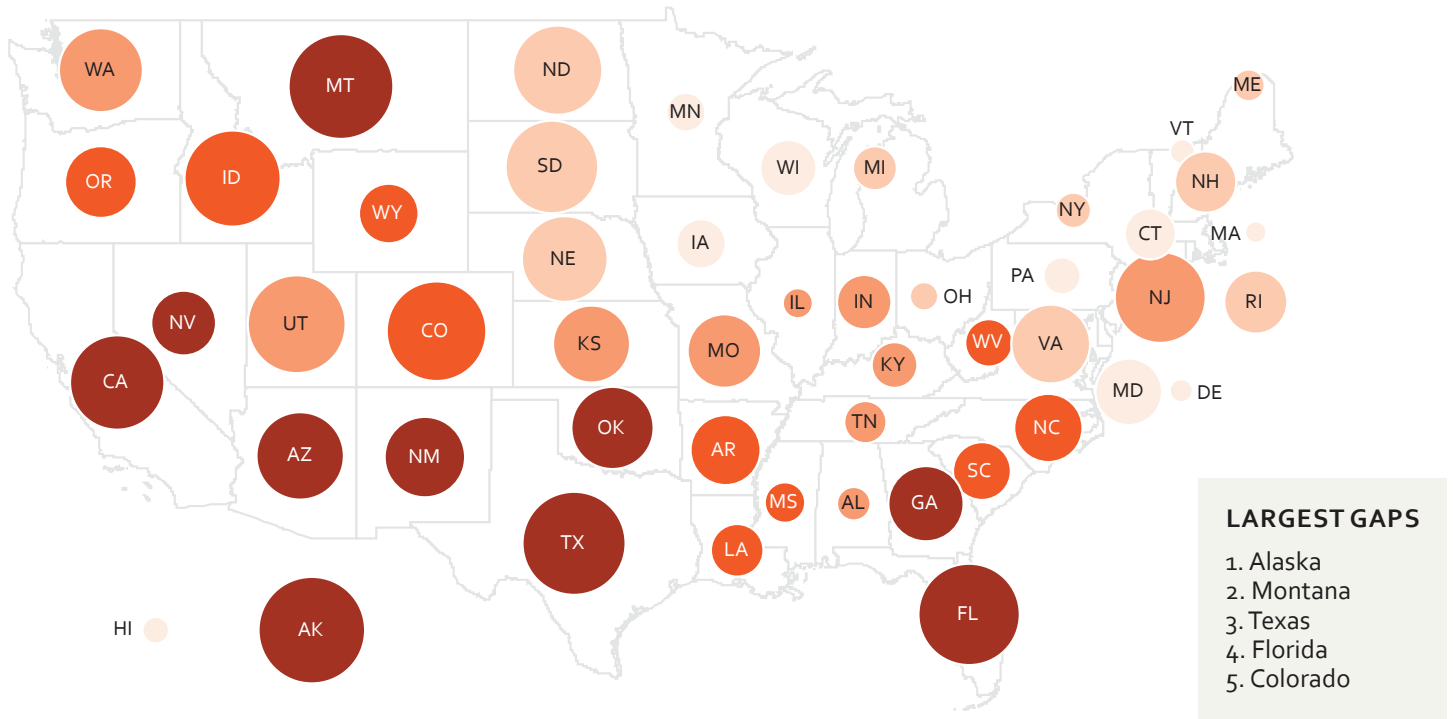 WA
MT
ND
MN
ME
VT
OR
ID
WY
SD
WI
MI
NH
NY
NE
IA
CT
MA
PA
NV
UT
CO
KS
MO
IL
IN
OH
NJ
RI
WV
VA
KY
CA
MD
DE
AZ
NM
OK
AR
TN
NC
SC
MS
AL
GA
LA
TX
FL
HI
AK
LARGEST GAPS
1. Alaska
2. Montana
3. Texas
4. Florida
5. Colorado